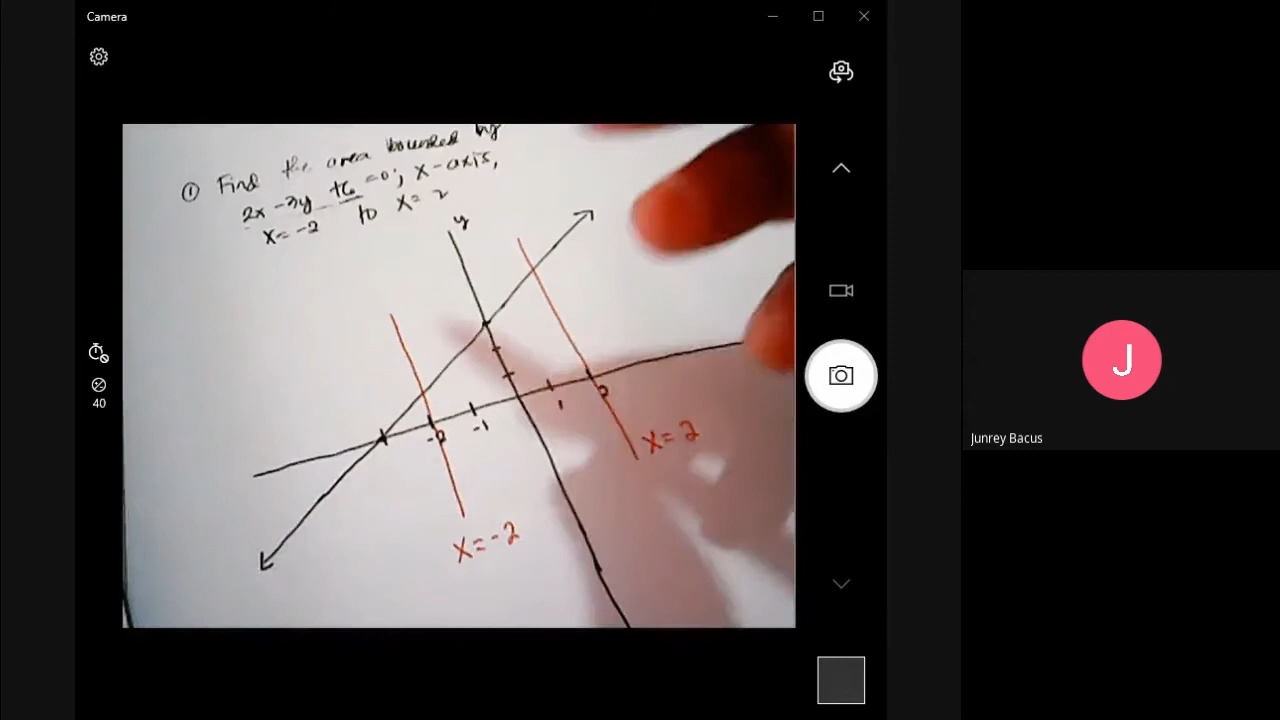 Camera
① Find the area bounded by
2x -3y +6 =0; x-axis,
x= -2 to x= 2
y
-2
-1
1
2
x= 2
x= -2
40
J
Junrey Bacus